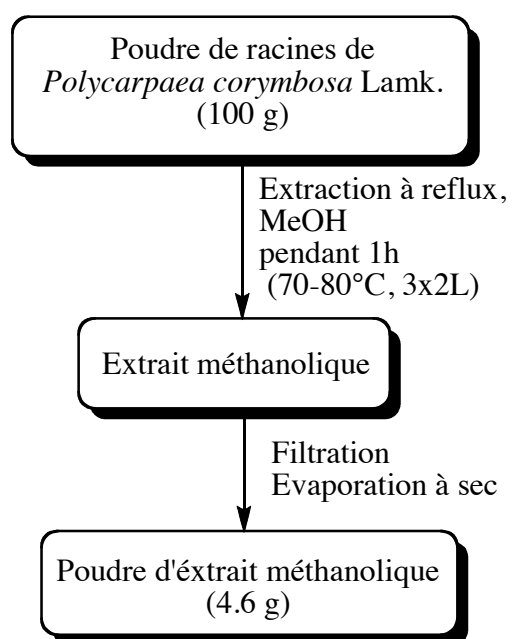 Poudre de racines de
Polycarpaea corymbosa Lamk.
(100 g)
Extraction à reflux,
MeOH
pendant 1h
(70-80°C, 3x2L)
Extrait méthanolique
Filtration
Evaporation à sec
Poudre d'éxtrait méthanolique
(4.6 g)